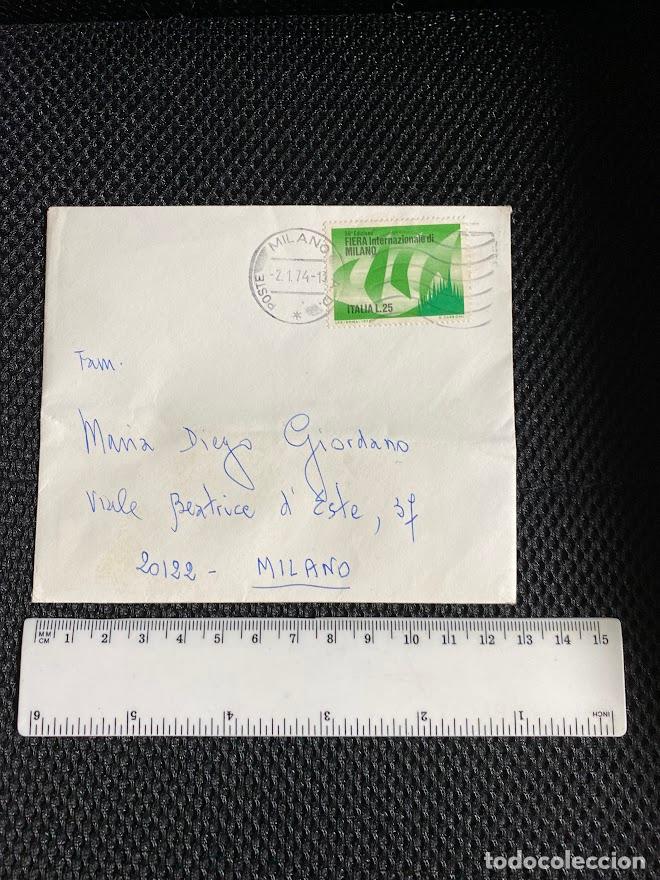 MILANO
POSTE
-2.1.74-13
50ª Edizione
FIERA Internazionale di
MILANO
ITALIA L.25
Fam.
Maria Diego Giordano
Viale Beatrice d'Este, 37
20122 - MILANO
MM
CM
1 2 3 4 5 6 7 8 9 10 11 12 13 14 15
6 5 4 3 2 1 INCH
todocoleccion